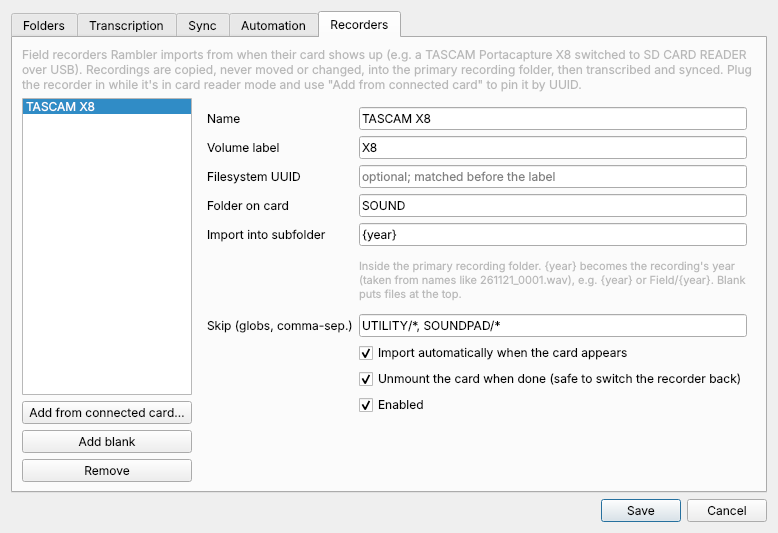 Folders
Transcription
Sync
Automation
Recorders
Field recorders Rambler imports from when their card shows up (e.g. a TASCAM Portacapture X8 switched to SD CARD READER
over USB). Recordings are copied, never moved or changed, into the primary recording folder, then transcribed and synced. Plug
the recorder in while it's in card reader mode and use "Add from connected card" to pin it by UUID.
TASCAM X8
Name
TASCAM X8
Volume label
X8
Filesystem UUID
optional; matched before the label
Folder on card
SOUND
Import into subfolder
{year}
Inside the primary recording folder. {year} becomes the recording's year
(taken from names like 261121_0001.wav), e.g. {year} or Field/{year}. Blank
puts files at the top.
Skip (globs, comma-sep.)
UTILITY/*, SOUNDPAD/*
Import automatically when the card appears
Unmount the card when done (safe to switch the recorder back)
Enabled
Add from connected card...
Add blank
Remove
Save
Cancel